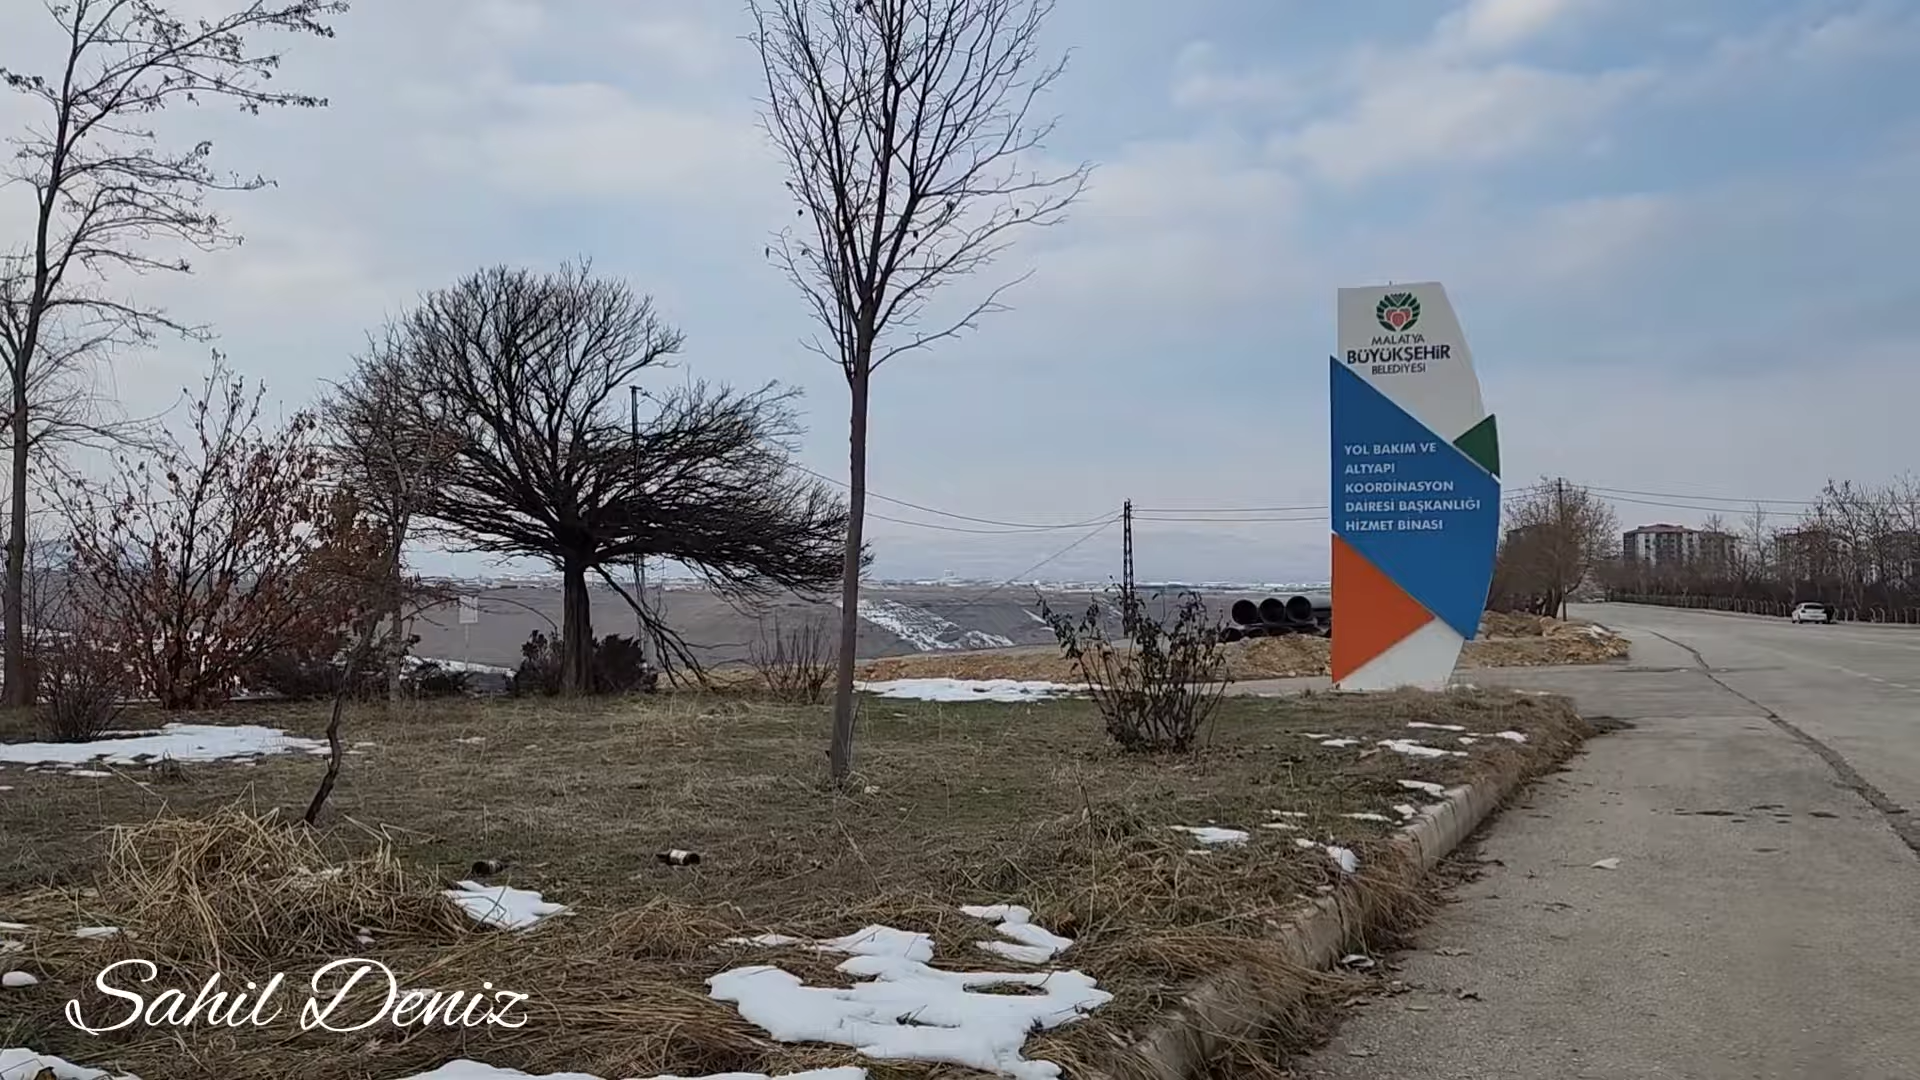 MALATYA
BÜYÜKŞEHİR
BELEDİYESİ
YOL BAKIM VE
ALTYAPI
KOORDİNASYON
DAİRESİ BAŞKANLIĞI
HİZMET BİNASI
Sahil Deniz